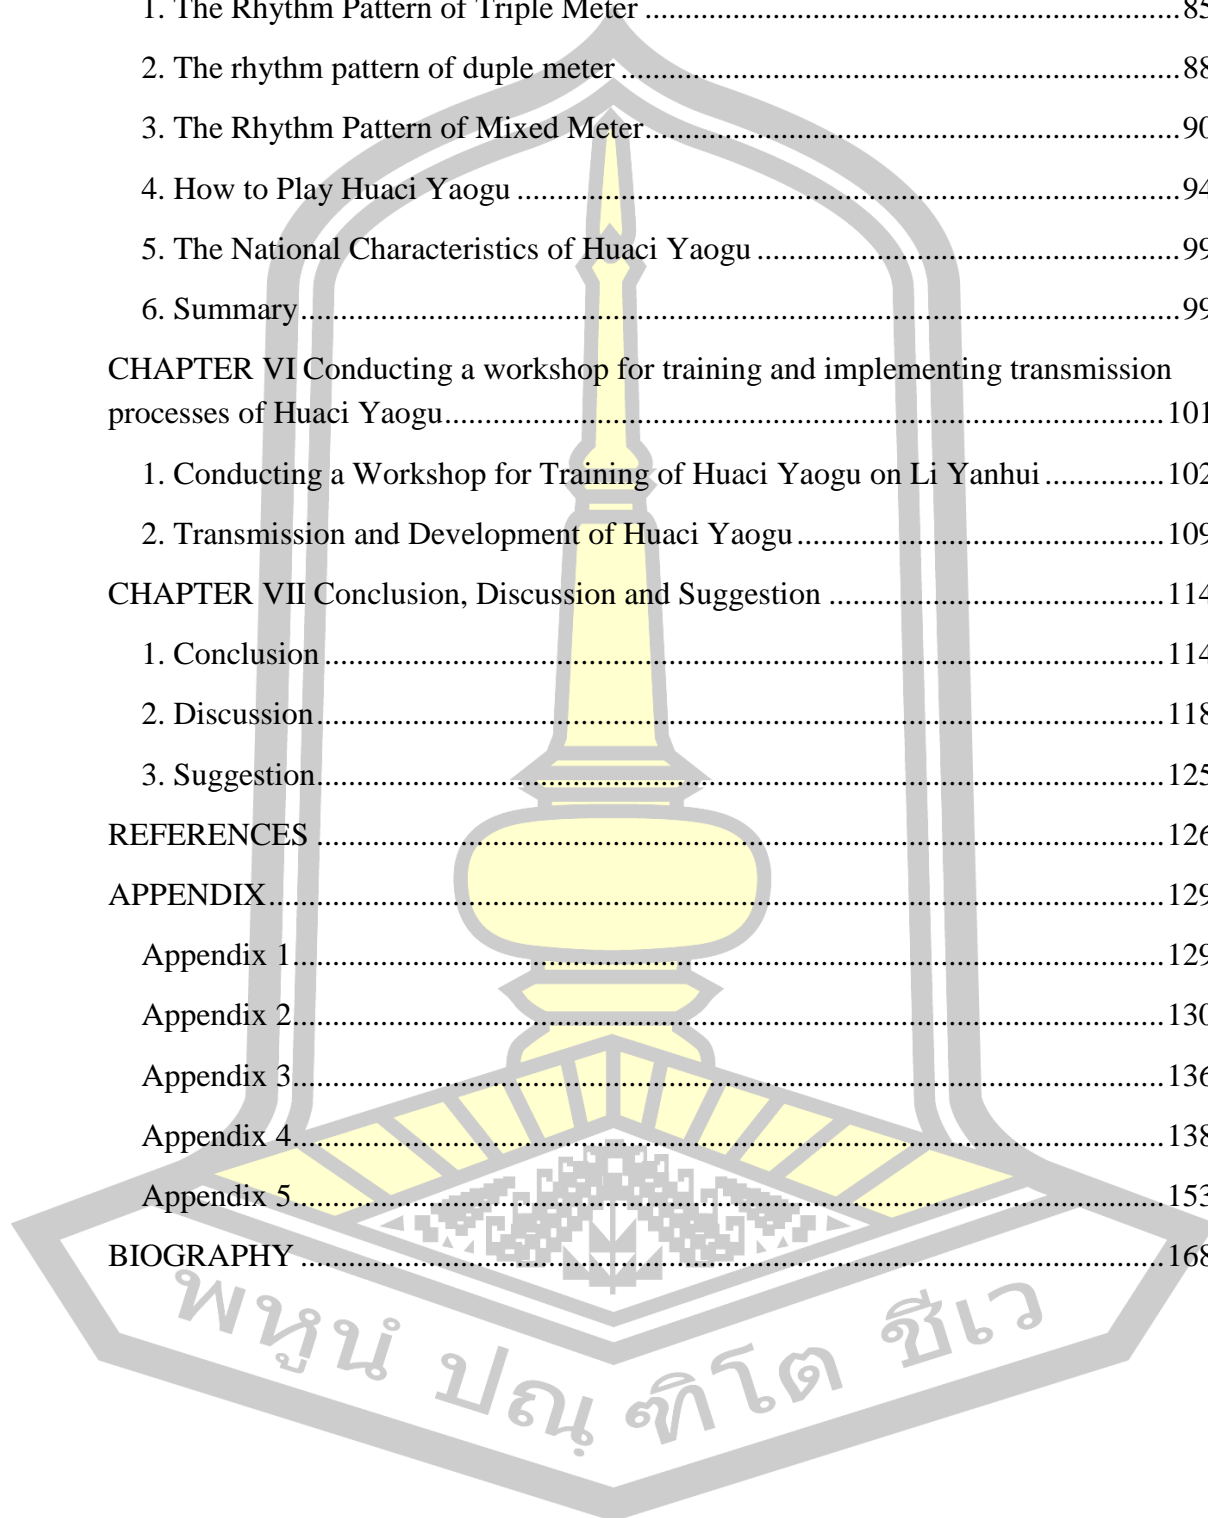 1. The Rhythm Pattern of Triple Meter ........ 85
2. The rhythm pattern of duple meter ........ 88
3. The Rhythm Pattern of Mixed Meter ........ 90
4. How to Play Huaci Yaogu ........ 94
5. The National Characteristics of Huaci Yaogu ........ 99
6. Summary ........ 99
CHAPTER VI Conducting a workshop for training and implementing transmission
processes of Huaci Yaogu ........ 101
1. Conducting a Workshop for Training of Huaci Yaogu on Li Yanhui ........ 102
2. Transmission and Development of Huaci Yaogu ........ 109
CHAPTER VII Conclusion, Discussion and Suggestion ........ 114
1. Conclusion ........ 114
2. Discussion ........ 118
3. Suggestion ........ 125
REFERENCES ........ 126
APPENDIX ........ 129
Appendix 1 ........ 129
Appendix 2 ........ 130
Appendix 3 ........ 136
Appendix 4 ........ 138
Appendix 5 ........ 153
BIOGRAPHY ........ 168
พหูนํ ปณฺฑิโต ชีเว